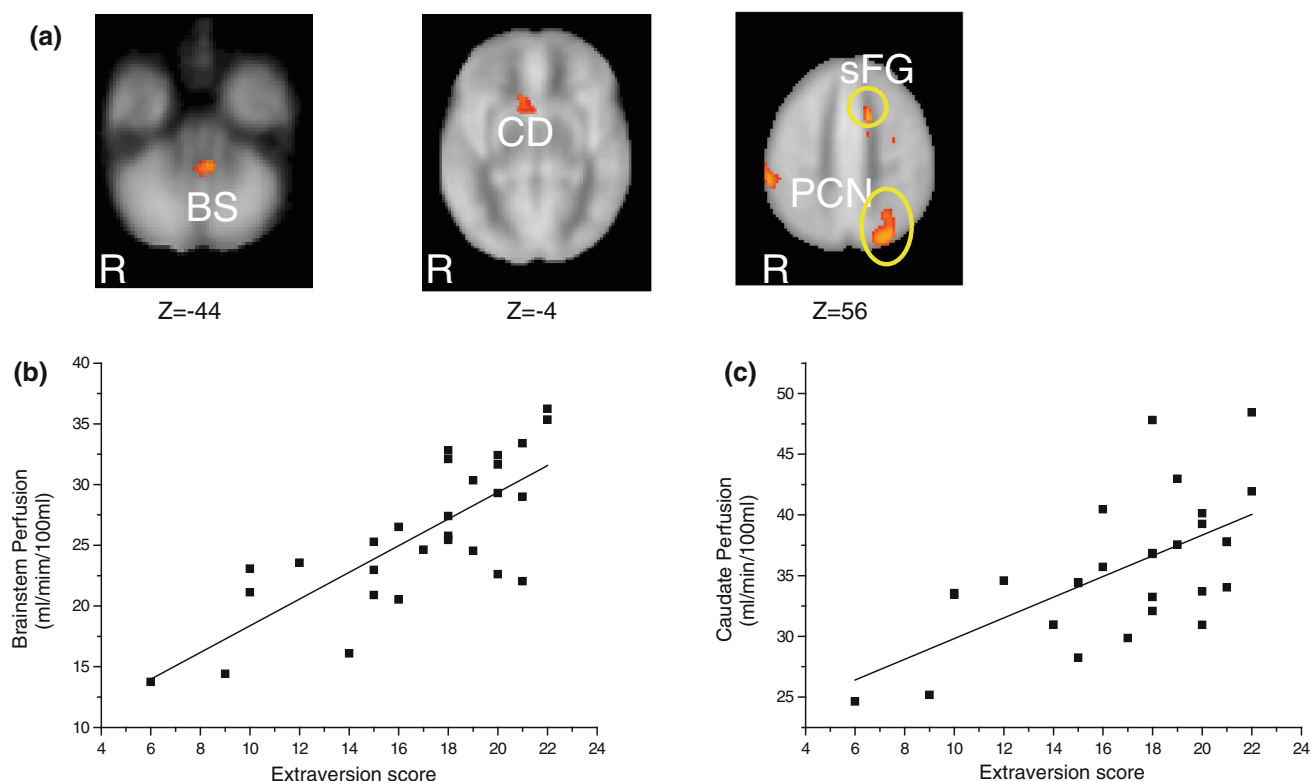 (a)
BS
R
Z=-44
CD
R
Z=-4
sFG
PCN
R
Z=56
(b)
Brainstem Perfusion
(ml/mim/100ml)
40
35
30
25
20
15
10
4 6 8 10 12 14 16 18 20 22 24
Extraversion score
(c)
Caudate Perfusion
(ml/min/100ml)
50
45
40
35
30
25
4 6 8 10 12 14 16 18 20 22 24
Extraversion score